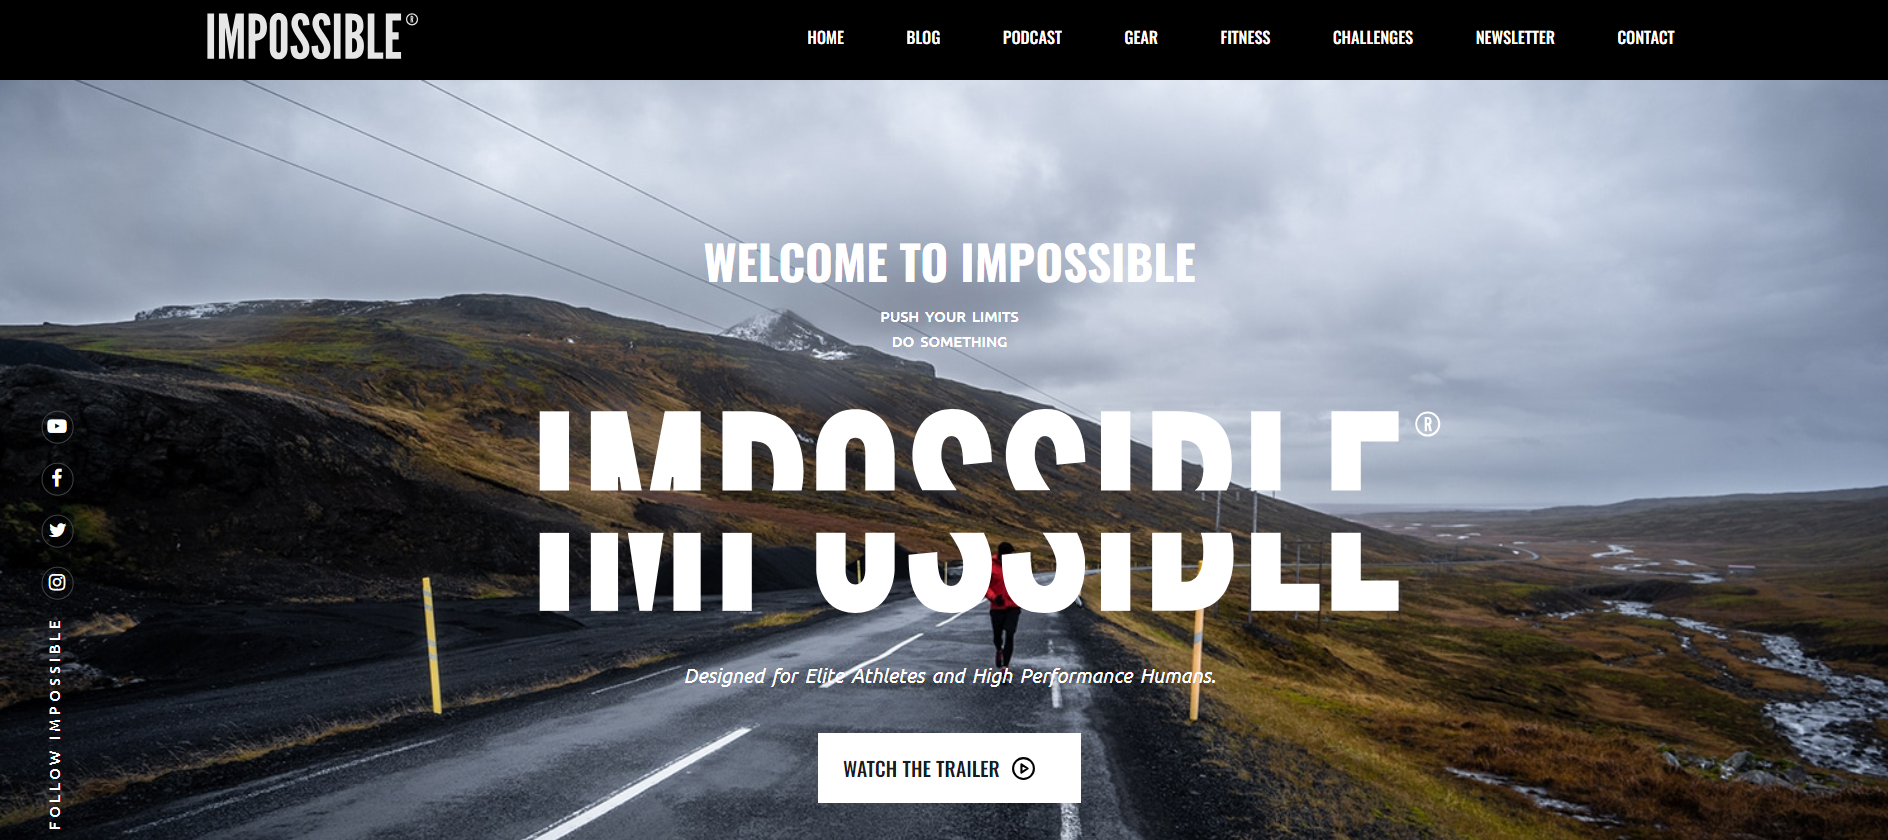 IMPOSSIBLE®
HOME BLOG PODCAST GEAR FITNESS CHALLENGES NEWSLETTER CONTACT
WELCOME TO IMPOSSIBLE
PUSH YOUR LIMITS
DO SOMETHING
IMPOSSIBLE®
Designed for Elite Athletes and High Performance Humans.
WATCH THE TRAILER
FOLLOW IMPOSSIBLE